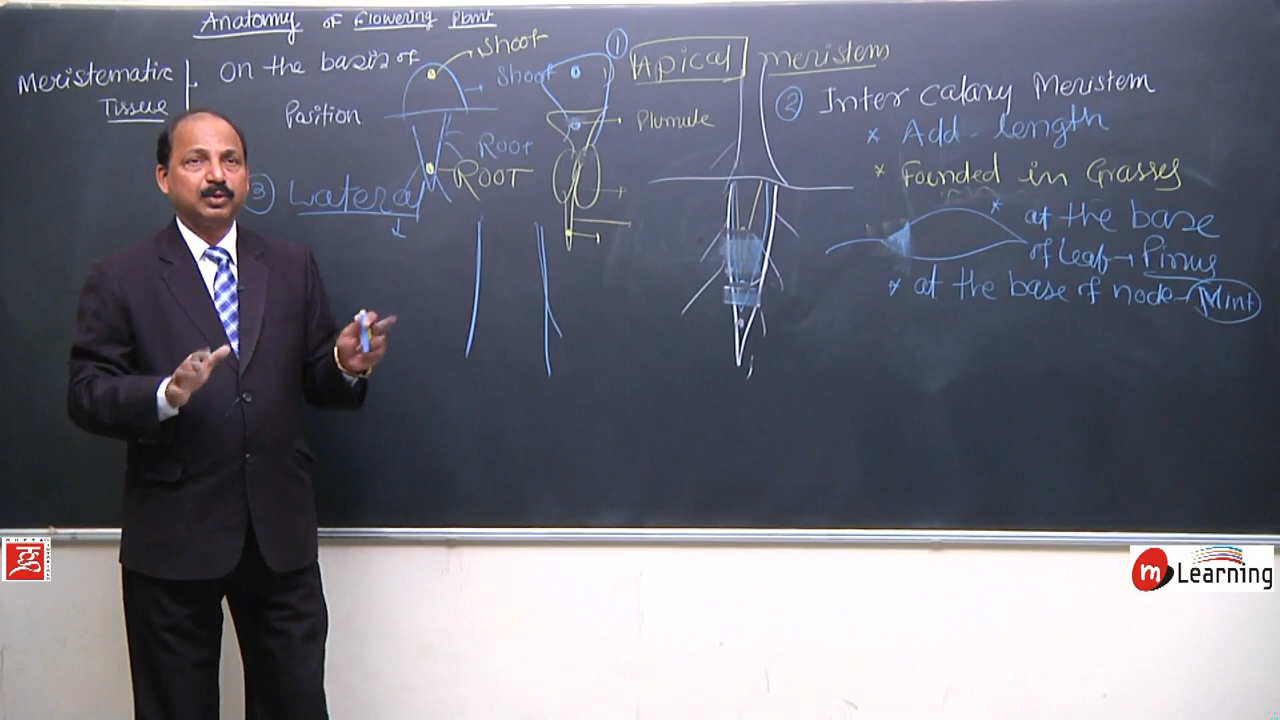 Anatomy of Flowering Plant
Meristematic
Tissue
on the basis of
Position
Shoot
Shoot
Root
ROOT
① Apical meristem
Plumule
② Inter calary Meristem
* Add-length
* Founded in Grasses
* at the base
of leaf → Pinus
* at the base of node → Mint
③ Latera
m Learning